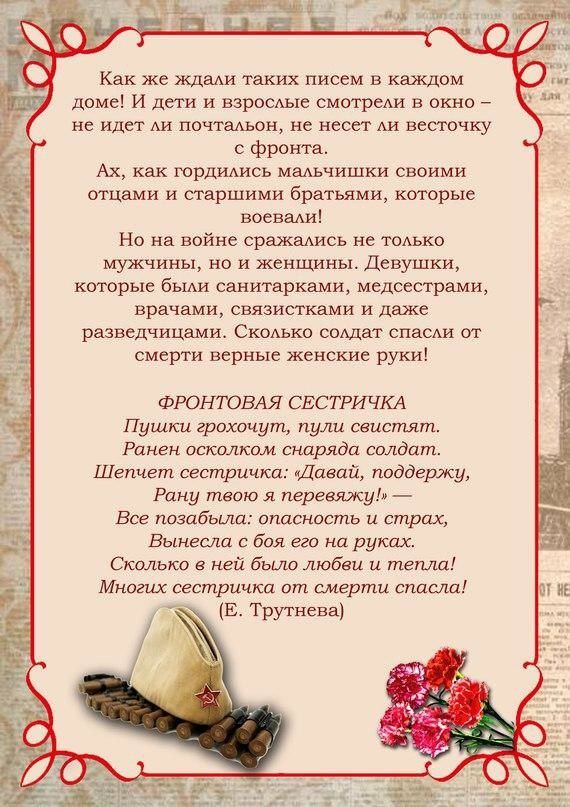 Как же ждали таких писем в каждом
доме! И дети и взрослые смотрели в окно –
не идет ли почтальон, не несет ли весточку
с фронта.
Ах, как гордились мальчишки своими
отцами и старшими братьями, которые
воевали!
Но на войне сражались не только
мужчины, но и женщины. Девушки,
которые были санитарками, медсестрами,
врачами, связистками и даже
разведчицами. Сколько солдат спасли от
смерти верные женские руки!
ФРОНТОВАЯ СЕСТРИЧКА
Пушки грохочут, пули свистят.
Ранен осколком снаряда солдат.
Шепчет сестричка: «Давай, поддержу,
Рану твою я перевяжу!» —
Все позабыла: опасность и страх,
Вынесла с боя его на руках.
Сколько в ней было любви и тепла!
Многих сестричка от смерти спасла!
(Е. Трутнева)